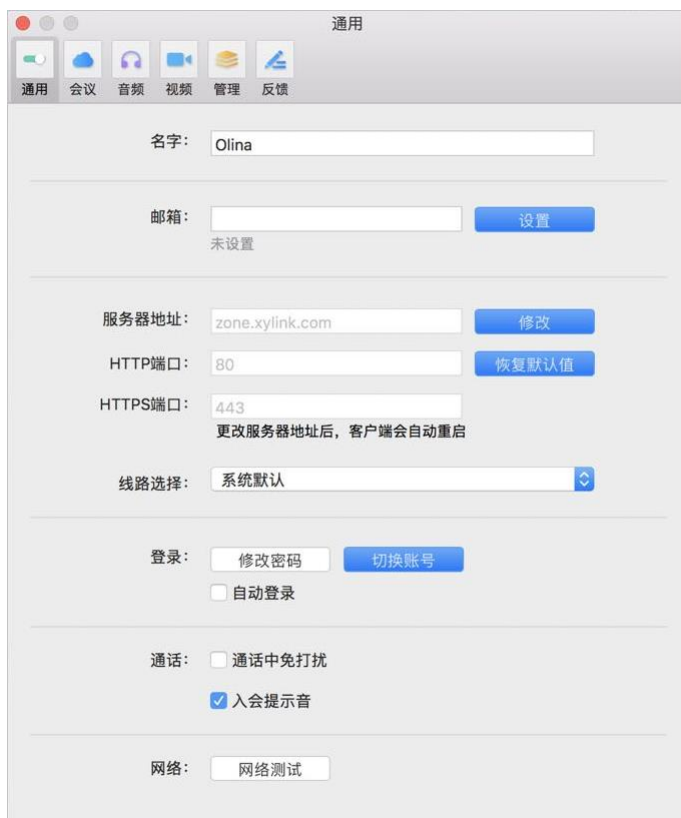 通用
通用 会议 音频 视频 管理 反馈
名字: Olina
邮箱: 设置
未设置
服务器地址: zone.xylink.com 修改
HTTP端口: 80 恢复默认值
HTTPS端口: 443
更改服务器地址后，客户端会自动重启
线路选择: 系统默认
登录: 修改密码 切换账号
自动登录
通话: 通话中免打扰
入会提示音
网络: 网络测试